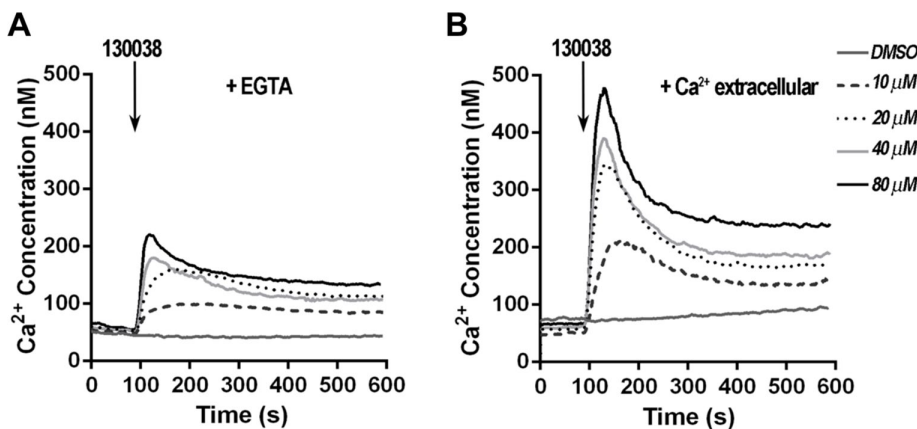 A
130038
+ EGTA
Ca2+ Concentration (nM)
500
400
300
200
100
0
0 100 200 300 400 500 600
Time (s)
B
130038
+ Ca2+ extracellular
Ca2+ Concentration (nM)
500
400
300
200
100
0
0 100 200 300 400 500 600
Time (s)
DMSO
10 μM
20 μM
40 μM
80 μM